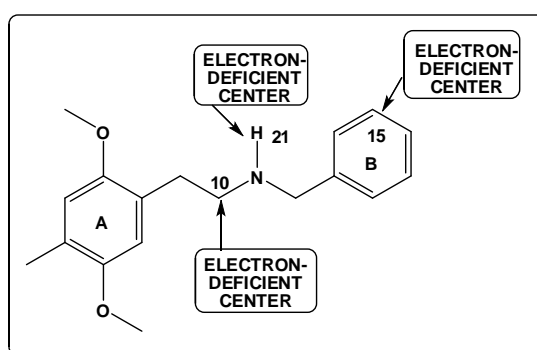 ELECTRON-
DEFICIENT
CENTER
ELECTRON-
DEFICIENT
CENTER
H 21
15
B
O
10
N
A
ELECTRON-
DEFICIENT
CENTER
O